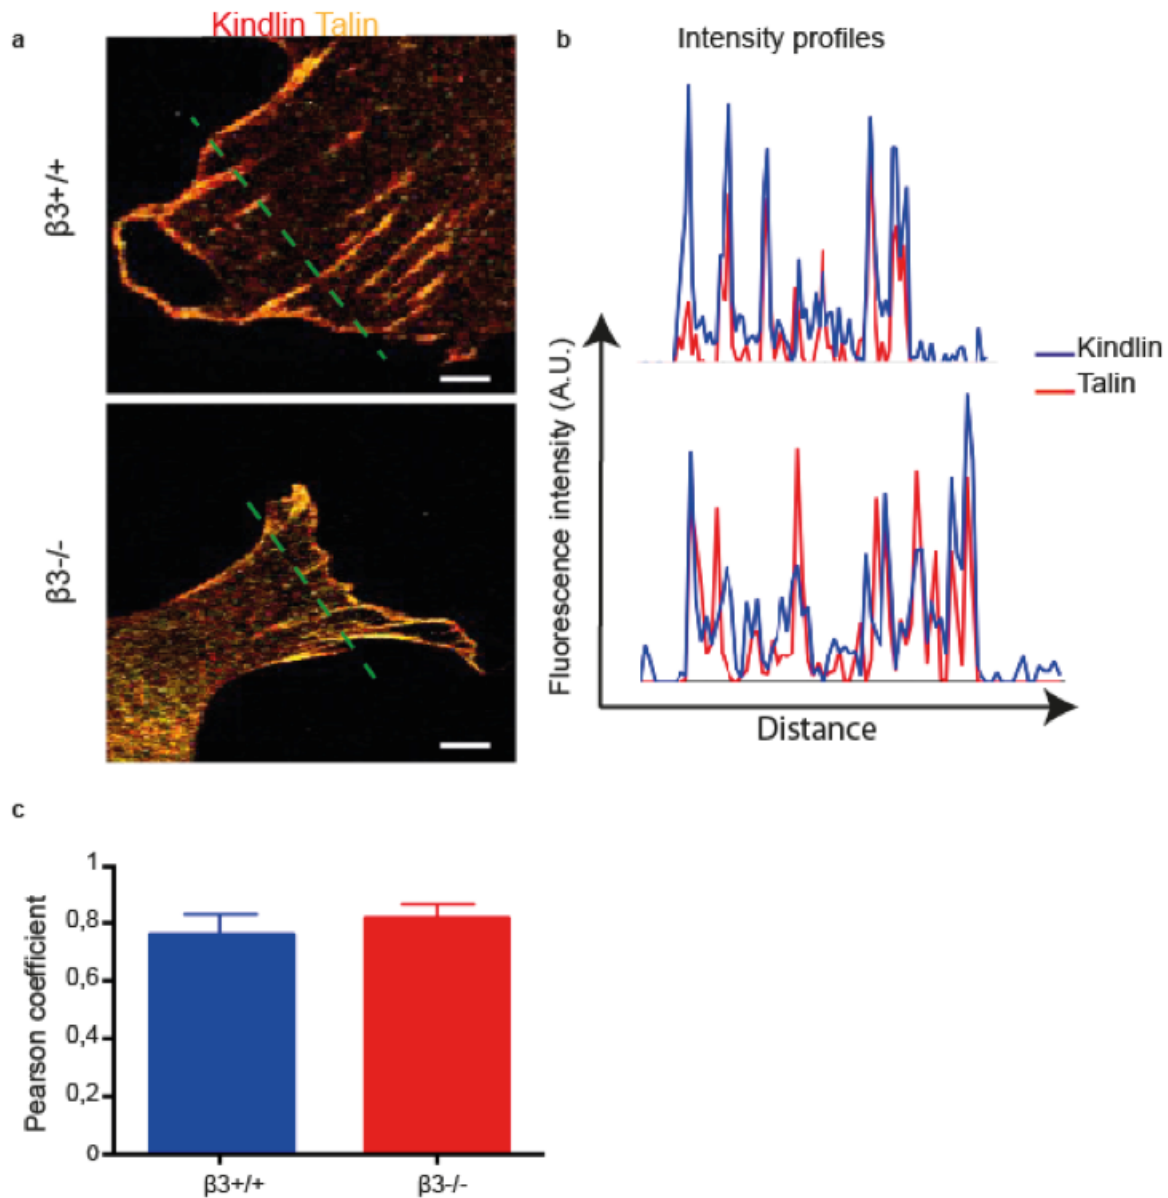 a
Kindlin Talin
β3+/+
β3-/-
b
Intensity profiles
Kindlin
Talin
Fluorescence intensity (A.U.)
Distance
c
Pearson coefficient
1
0,8
0,6
0,4
0,2
0
β3+/+
β3-/-